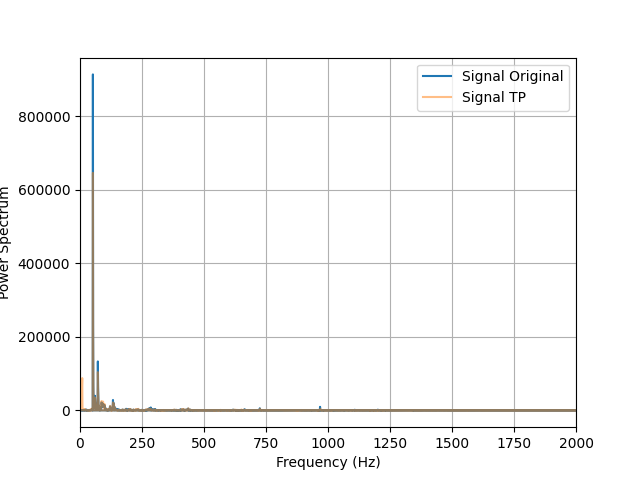 Signal Original
Signal TP
800000
600000
400000
200000
0
Power Spectrum
0 250 500 750 1000 1250 1500 1750 2000
Frequency (Hz)